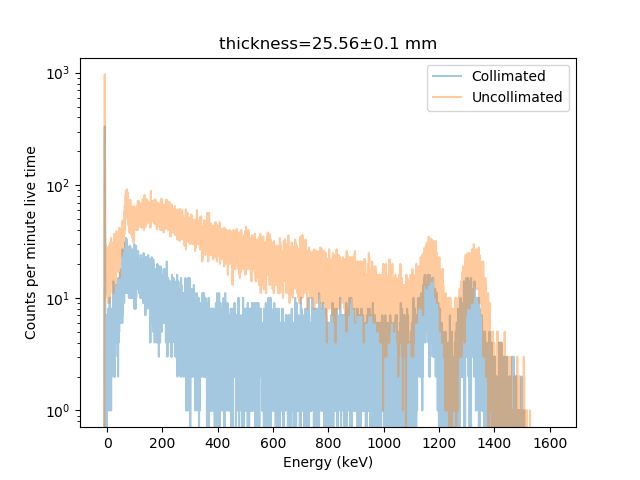 thickness=25.56±0.1 mm
Collimated
Uncollimated
Counts per minute live time
10³
10²
10¹
10⁰
0 200 400 600 800 1000 1200 1400 1600
Energy (keV)